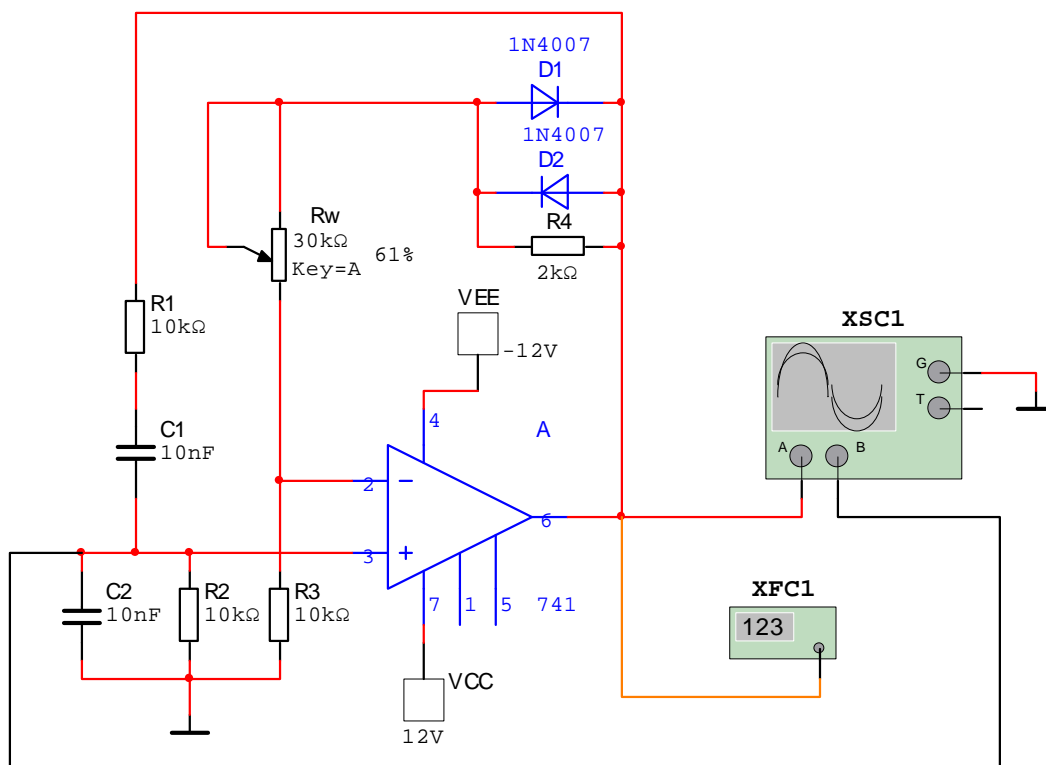 1N4007
D1
1N4007
D2
R4
2kΩ
Rw
30kΩ
Key=A
61%
R1
10kΩ
VEE
-12V
XSC1
G
T
A
B
C1
10nF
4
A
2
6
3
C2
10nF
R2
10kΩ
R3
10kΩ
7
1
5
741
XFC1
123
VCC
12V